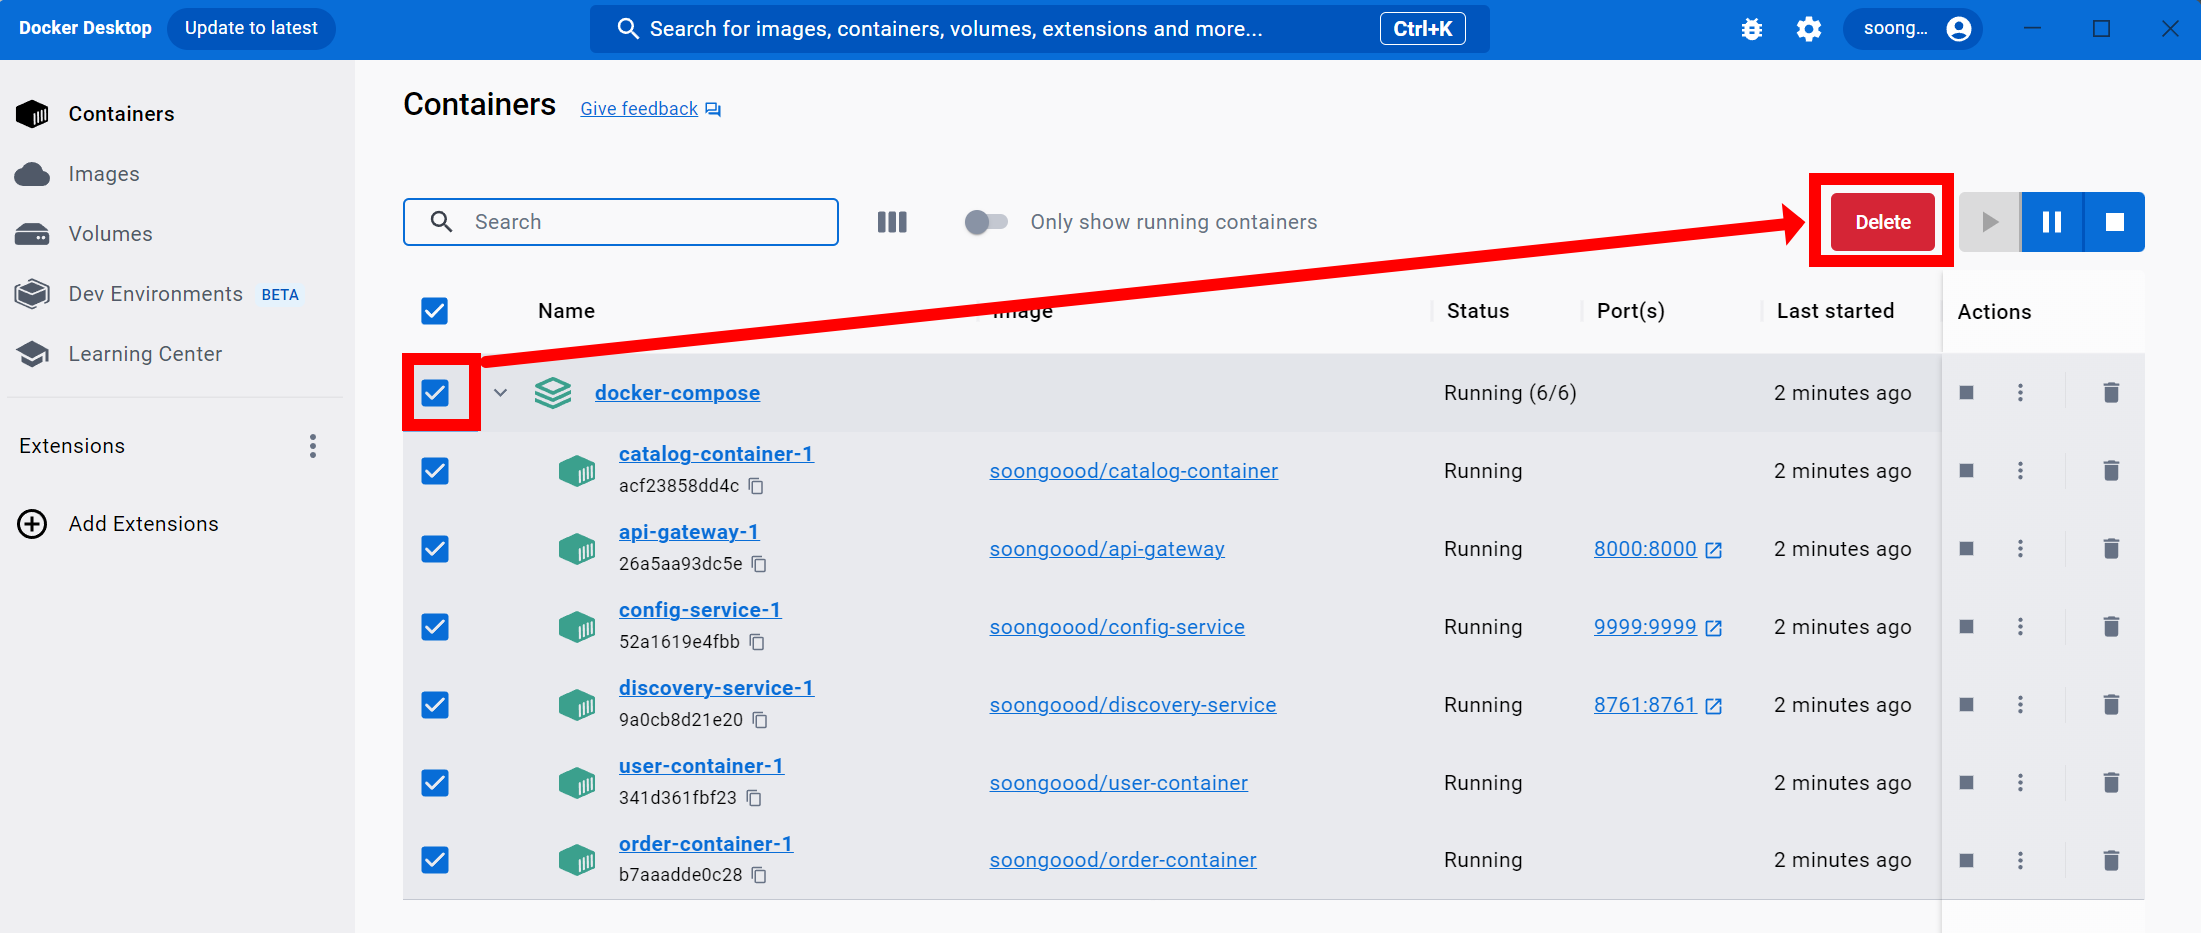 Docker Desktop Update to latest Search for images, containers, volumes, extensions and more... Ctrl+K soong...
Containers
Images
Volumes
Dev Environments BETA
Learning Center
Extensions
Add Extensions
Containers Give feedback
Search Only show running containers Delete
Name Image Status Port(s) Last started Actions
docker-compose Running (6/6) 2 minutes ago
catalog-container-1
acf23858dd4c soongoood/catalog-container Running 2 minutes ago
api-gateway-1
26a5aa93dc5e soongoood/api-gateway Running 8000:8000 2 minutes ago
config-service-1
52a1619e4fbb soongoood/config-service Running 9999:9999 2 minutes ago
discovery-service-1
9a0cb8d21e20 soongoood/discovery-service Running 8761:8761 2 minutes ago
user-container-1
341d361fbf23 soongoood/user-container Running 2 minutes ago
order-container-1
b7aaadde0c28 soongoood/order-container Running 2 minutes ago